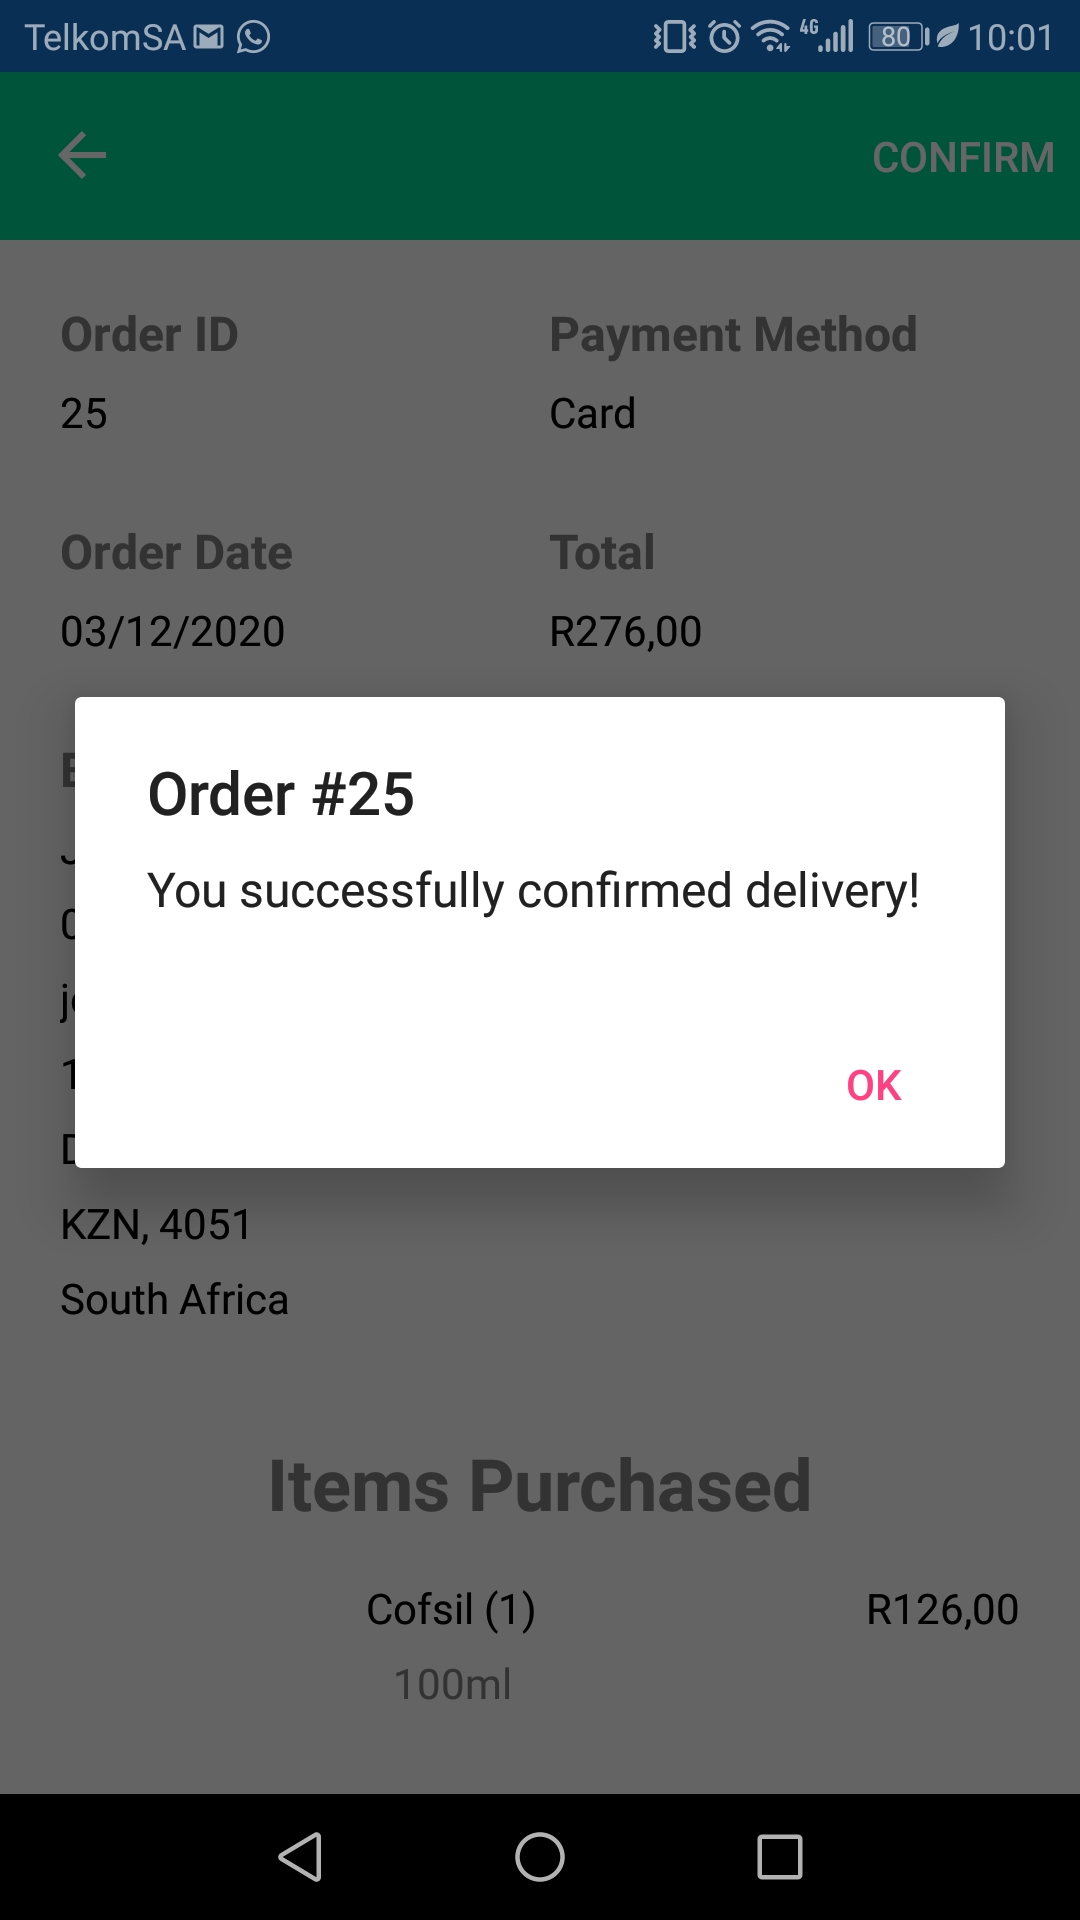 TelkomSA 4G 80 10:01
CONFIRM
Order ID Payment Method
25 Card
Order Date Total
03/12/2020 R276,00
Order #25
You successfully confirmed delivery!
OK
KZN, 4051
South Africa
Items Purchased
Cofsil (1) R126,00
100ml